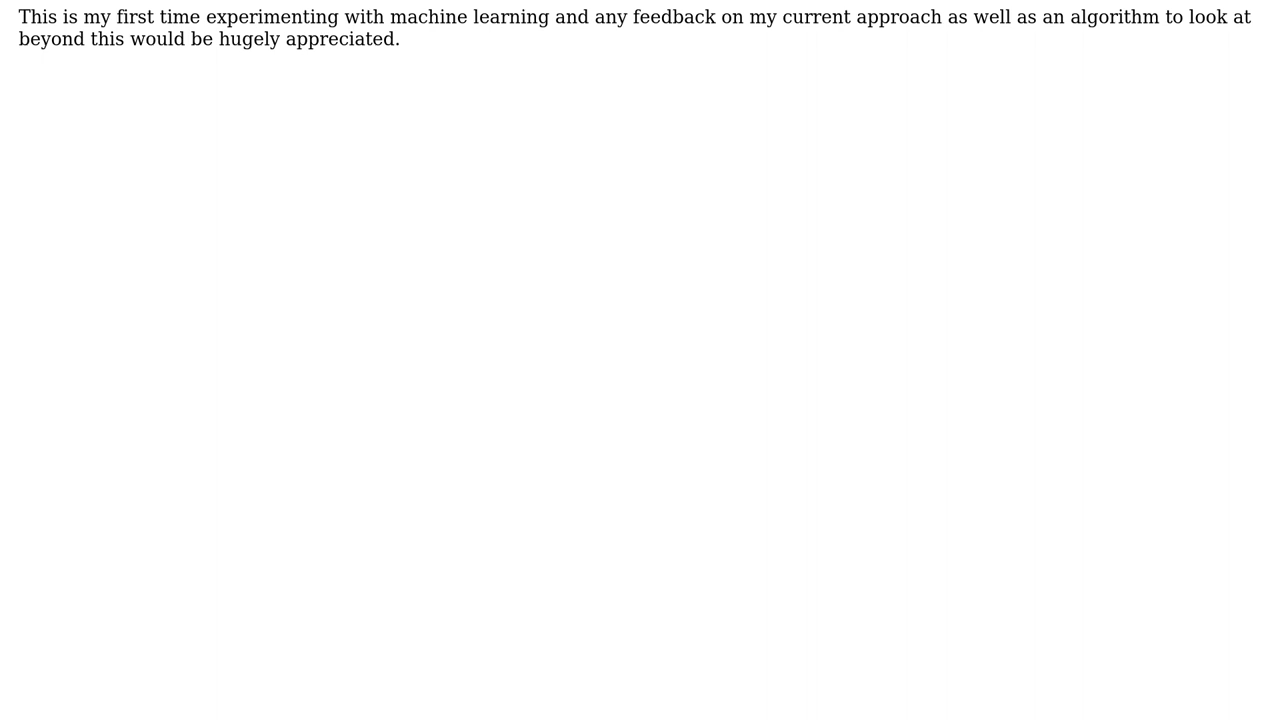 This is my first time experimenting with machine learning and any feedback on my current approach as well as an algorithm to look at
beyond this would be hugely appreciated.